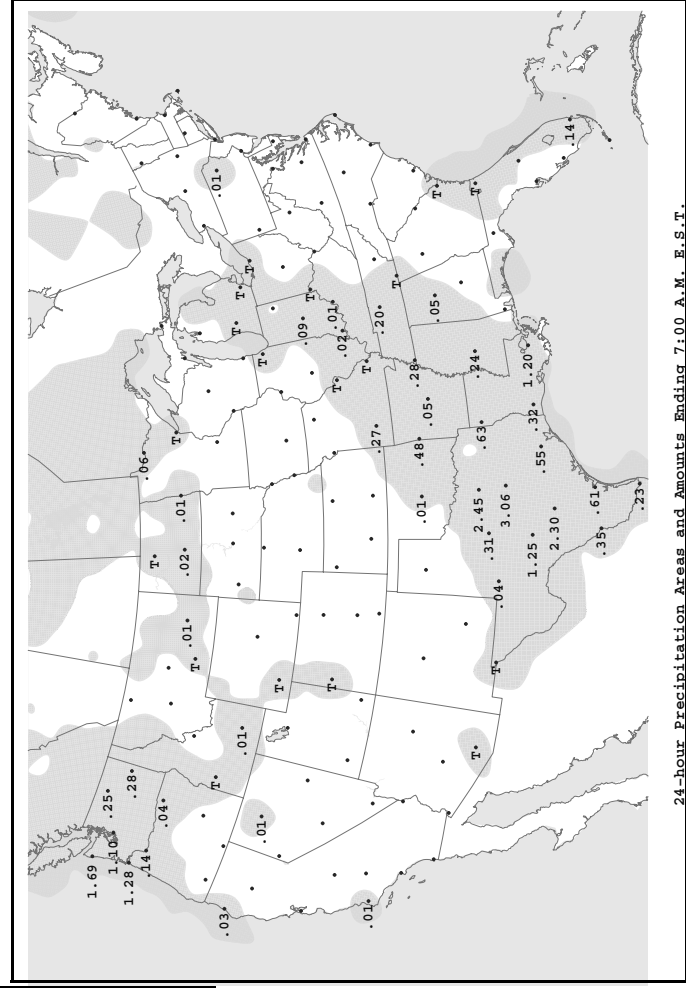 1.69
.25
1.10
1.28
.28
.06
.14
T
.04
T
.01
.02
.01
T
T
.01
.03
T
T
.01
T
T
.01
T
.09
T
.01
T
T
.02
T
.01
.27
.20
T
.28
.48
.01
.05
.05
T
T
.24
T
2.45
.63
.31
T
.04
3.06
1.20
1.25
.32
.55
2.30
.14
.61
.35
.23
24-hour Precipitation Areas and Amounts Ending 7:00 A.M. E.S.T.